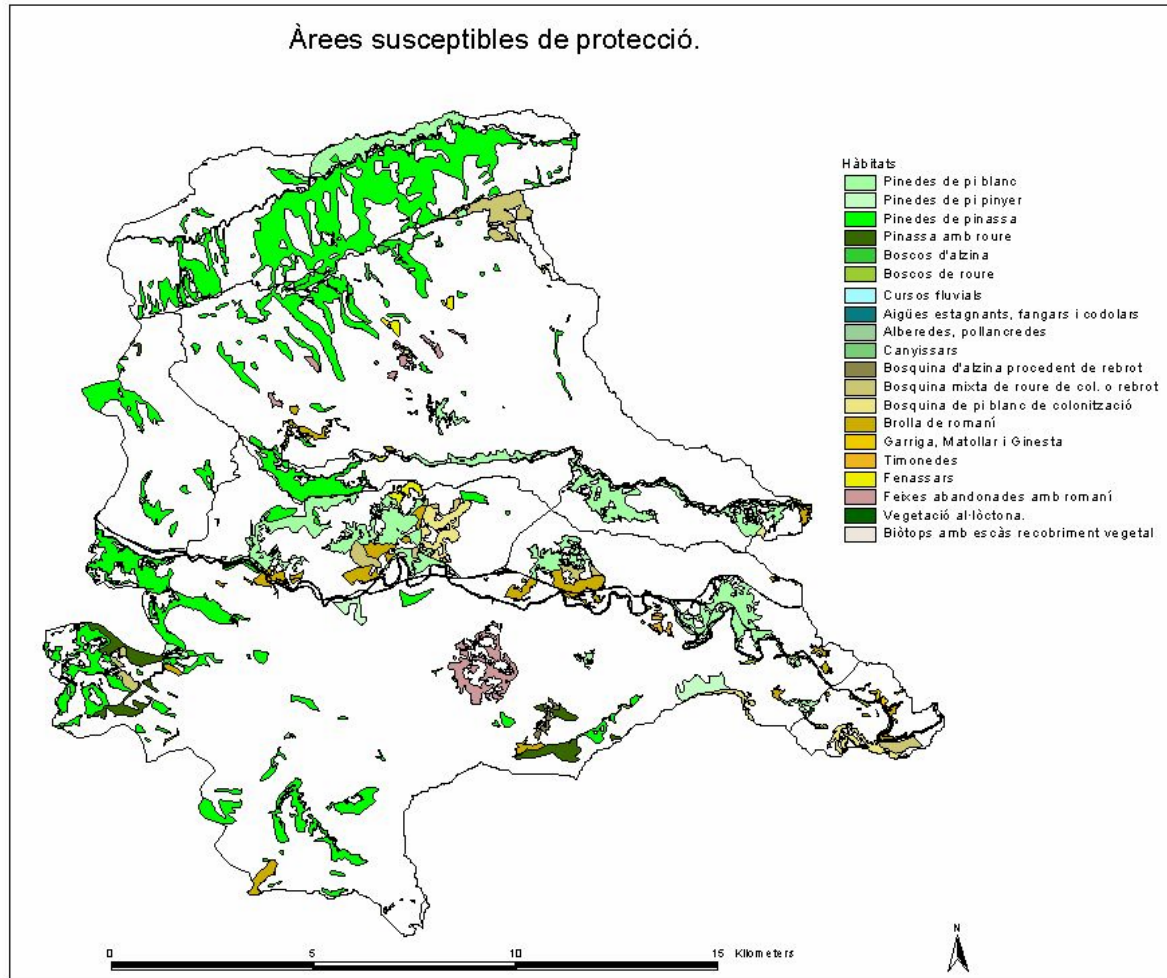 Àrees susceptibles de protecció.
Hàbitats
Pinedes de pi blanc
Pinedes de pi pinyer
Pinedes de pinassa
Pinassa amb roure
Boscos d'alzina
Boscos de roure
Cursos fluvials
Aigües estagnants, fangars i codolars
Alberedes, pollancredes
Canyissars
Bosquina d'alzina procedent de rebrot
Bosquina mixta de roure de col. o rebrot
Bosquina de pi blanc de colonització
Brolla de romaní
Garriga, Matollar i Ginesta
Timonedes
Fenassars
Feixes abandonades amb romaní
Vegetació al·lòctona.
Biòtops amb escàs recobriment vegetal
N
0 5 10 15 Kilometers